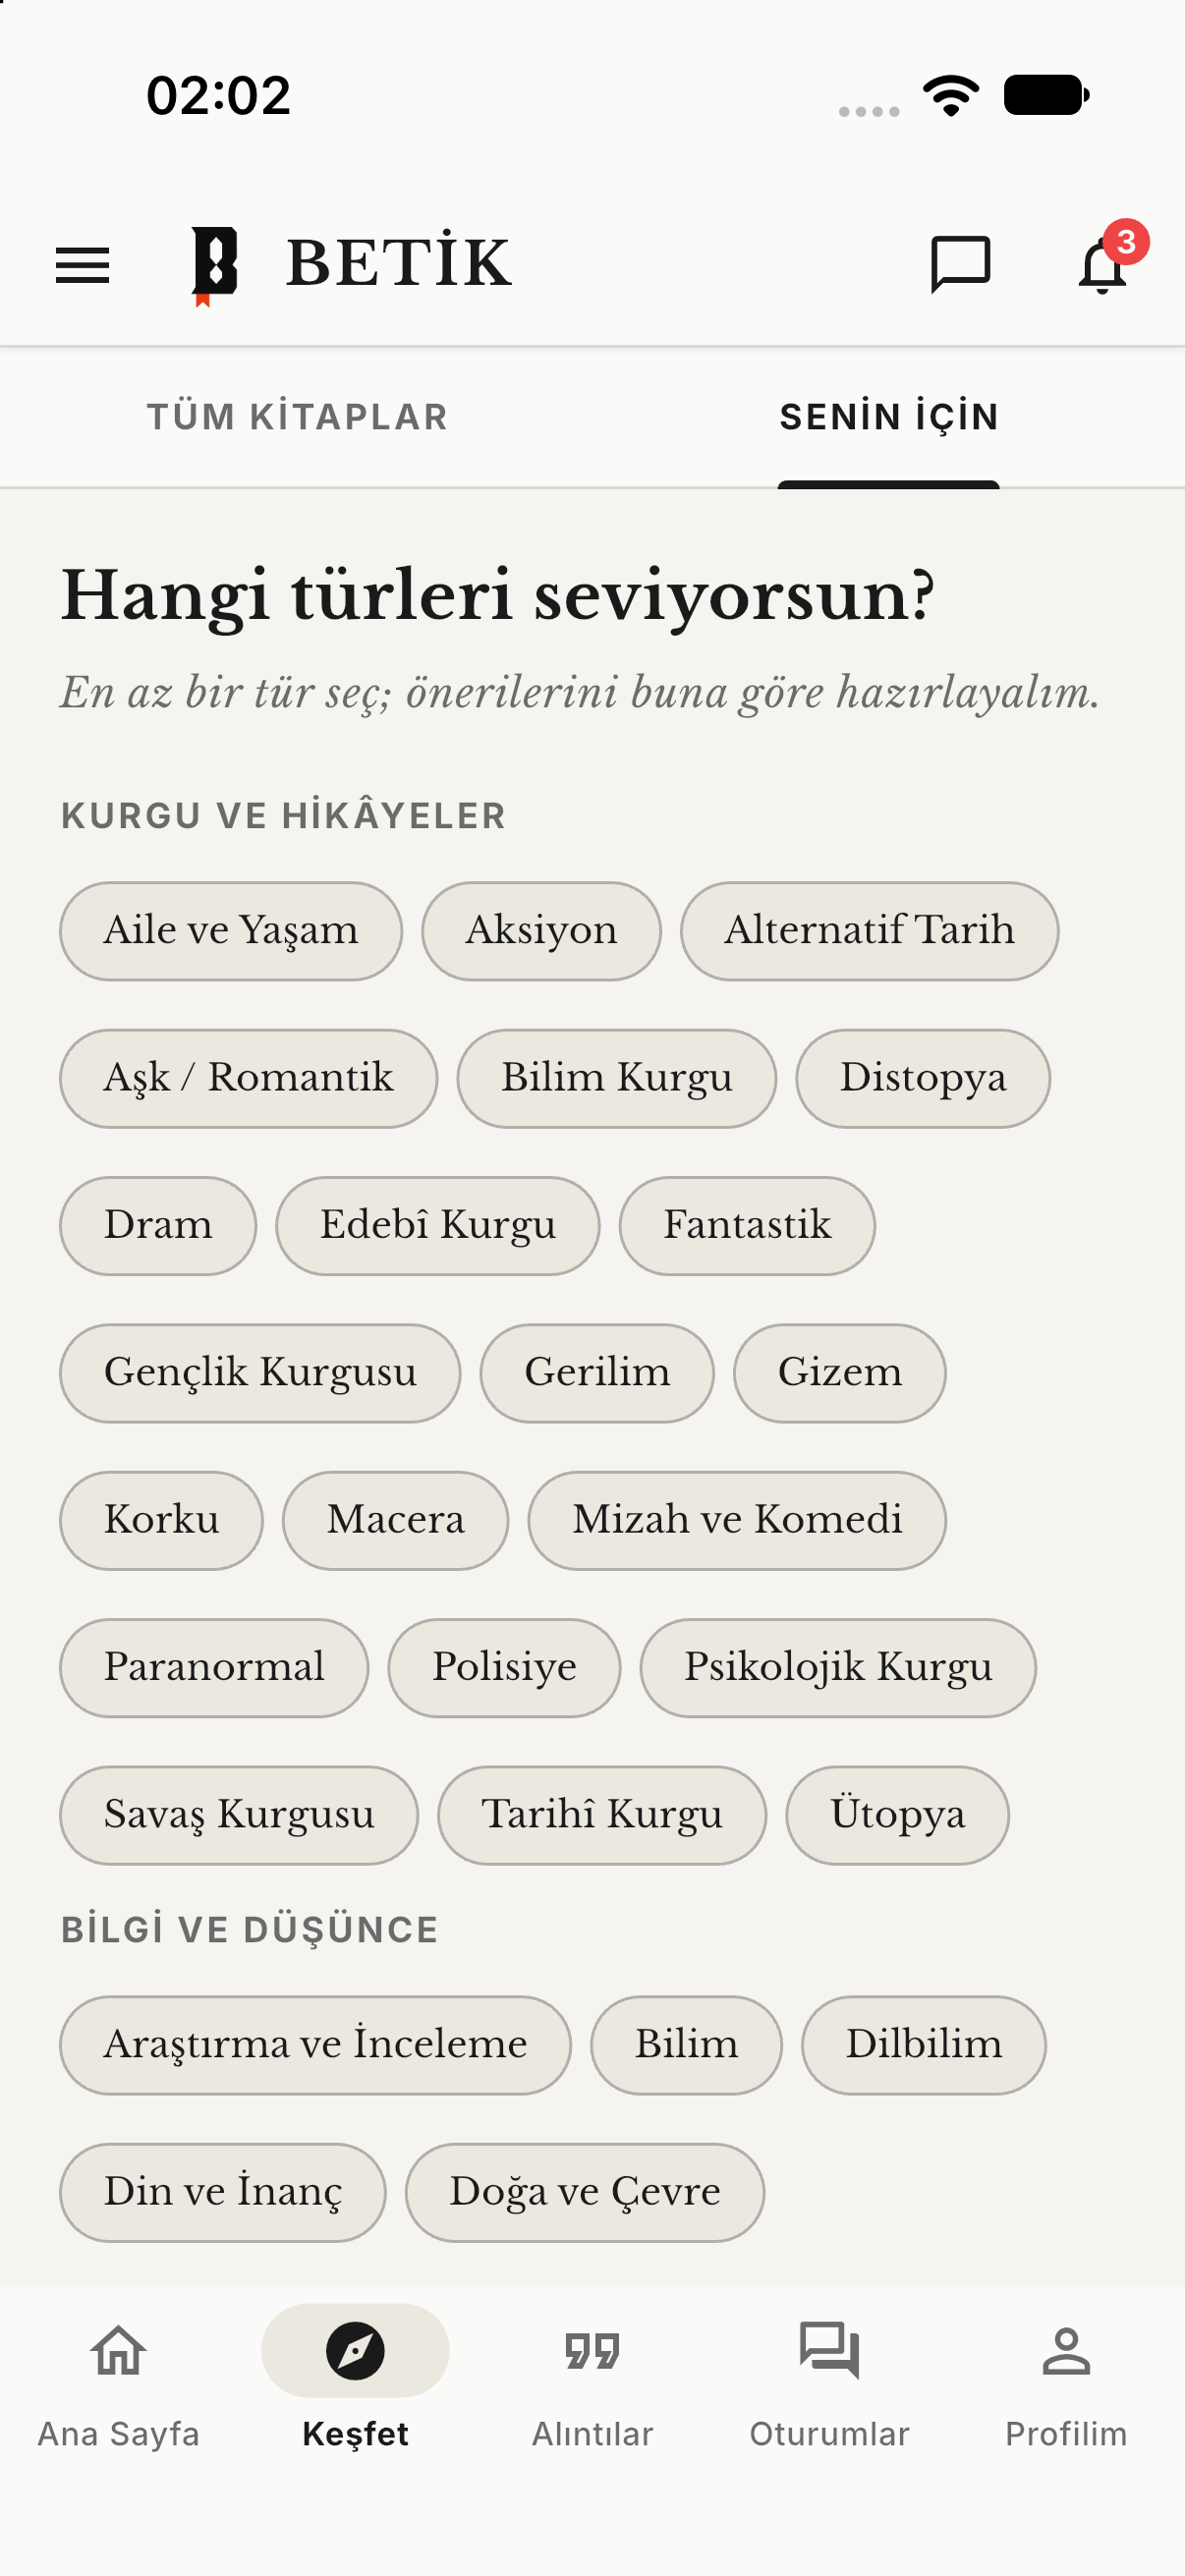 02:02
BETİK
3
TÜM KİTAPLAR SENİN İÇİN
Hangi türleri seviyorsun?
En az bir tür seç; önerilerini buna göre hazırlayalım.
KURGU VE HİKÂYELER
Aile ve Yaşam Aksiyon Alternatif Tarih
Aşk / Romantik Bilim Kurgu Distopya
Dram Edebî Kurgu Fantastik
Gençlik Kurgusu Gerilim Gizem
Korku Macera Mizah ve Komedi
Paranormal Polisiye Psikolojik Kurgu
Savaş Kurgusu Tarihî Kurgu Ütopya
BİLGİ VE DÜŞÜNCE
Araştırma ve İnceleme Bilim Dilbilim
Din ve İnanç Doğa ve Çevre
Ana Sayfa Keşfet Alıntılar Oturumlar Profilim